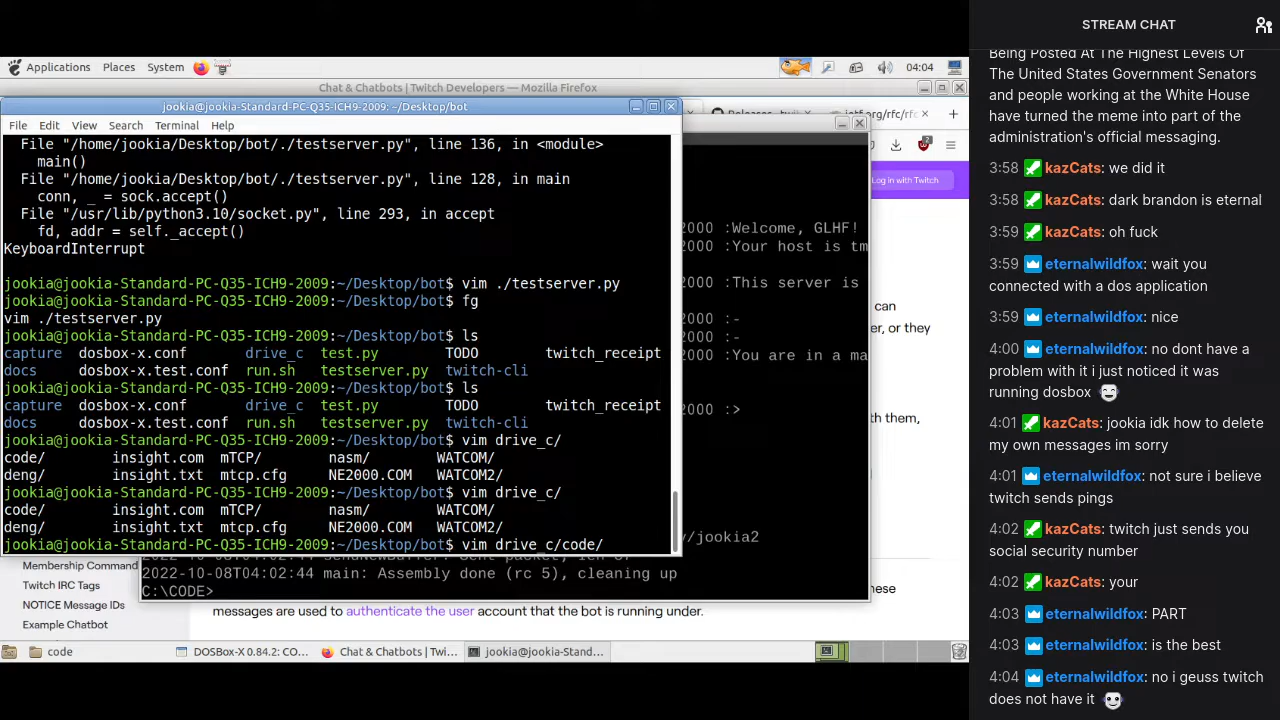 Applications Places System 04:04
Chat & Chatbots | Twitch Developers — Mozilla Firefox
jookia@jookia-Standard-PC-Q35-ICH9-2009: ~/Desktop/bot
File Edit View Search Terminal Help
File "/home/jookia/Desktop/bot/./testserver.py", line 136, in <module>
main()
File "/home/jookia/Desktop/bot/./testserver.py", line 128, in main
conn, _ = sock.accept()
File "/usr/lib/python3.10/socket.py", line 293, in accept
fd, addr = self._accept()
KeyboardInterrupt
jookia@jookia-Standard-PC-Q35-ICH9-2009:~/Desktop/bot$ vim ./testserver.py
jookia@jookia-Standard-PC-Q35-ICH9-2009:~/Desktop/bot$ fg
vim ./testserver.py
jookia@jookia-Standard-PC-Q35-ICH9-2009:~/Desktop/bot$ ls
capture dosbox-x.conf drive_c test.py TODO twitch_receipt
docs dosbox-x.test.conf run.sh testserver.py twitch-cli
jookia@jookia-Standard-PC-Q35-ICH9-2009:~/Desktop/bot$ ls
capture dosbox-x.conf drive_c test.py TODO twitch_receipt
docs dosbox-x.test.conf run.sh testserver.py twitch-cli
jookia@jookia-Standard-PC-Q35-ICH9-2009:~/Desktop/bot$ vim drive_c/
code/ insight.com mTCP/ nasm/ WATCOM/
deng/ insight.txt mtcp.cfg NE2000.COM WATCOM2/
jookia@jookia-Standard-PC-Q35-ICH9-2009:~/Desktop/bot$ vim drive_c/
code/ insight.com mTCP/ nasm/ WATCOM/
deng/ insight.txt mtcp.cfg NE2000.COM WATCOM2/
jookia@jookia-Standard-PC-Q35-ICH9-2009:~/Desktop/bot$ vim drive_c/code/
Log in with Twitch
2000 :Welcome, GLHF!
2000 :Your host is tm
2000 :This server is
2000 :-
2000 :-
2000 :You are in a ma
2000 :>
/jookia2
can
er, or they
th them,
2022-10-08T04:02:44 main: Assembly done (rc 5), cleaning up
C:\CODE>
Membership Command
Twitch IRC Tags
NOTICE Message IDs
Example Chatbot
hese
messages are used to authenticate the user account that the bot is running under.
code DOSBox-X 0.84.2: CO... Chat & Chatbots | Twi... jookia@jookia-Stand...
STREAM CHAT
Being Posted At The Highest Levels Of
The United States Government Senators
and people working at the White House
have turned the meme into part of the
administration's official messaging.
3:58 kazCats: we did it
3:58 kazCats: dark brandon is eternal
3:59 kazCats: oh fuck
3:59 eternalwildfox: wait you
connected with a dos application
3:59 eternalwildfox: nice
4:00 eternalwildfox: no dont have a
problem with it i just noticed it was
running dosbox
4:01 kazCats: jookia idk how to delete
my own messages im sorry
4:01 eternalwildfox: not sure i believe
twitch sends pings
4:02 kazCats: twitch just sends you
social security number
4:02 kazCats: your
4:03 eternalwildfox: PART
4:03 eternalwildfox: is the best
4:04 eternalwildfox: no i geuss twitch
does not have it